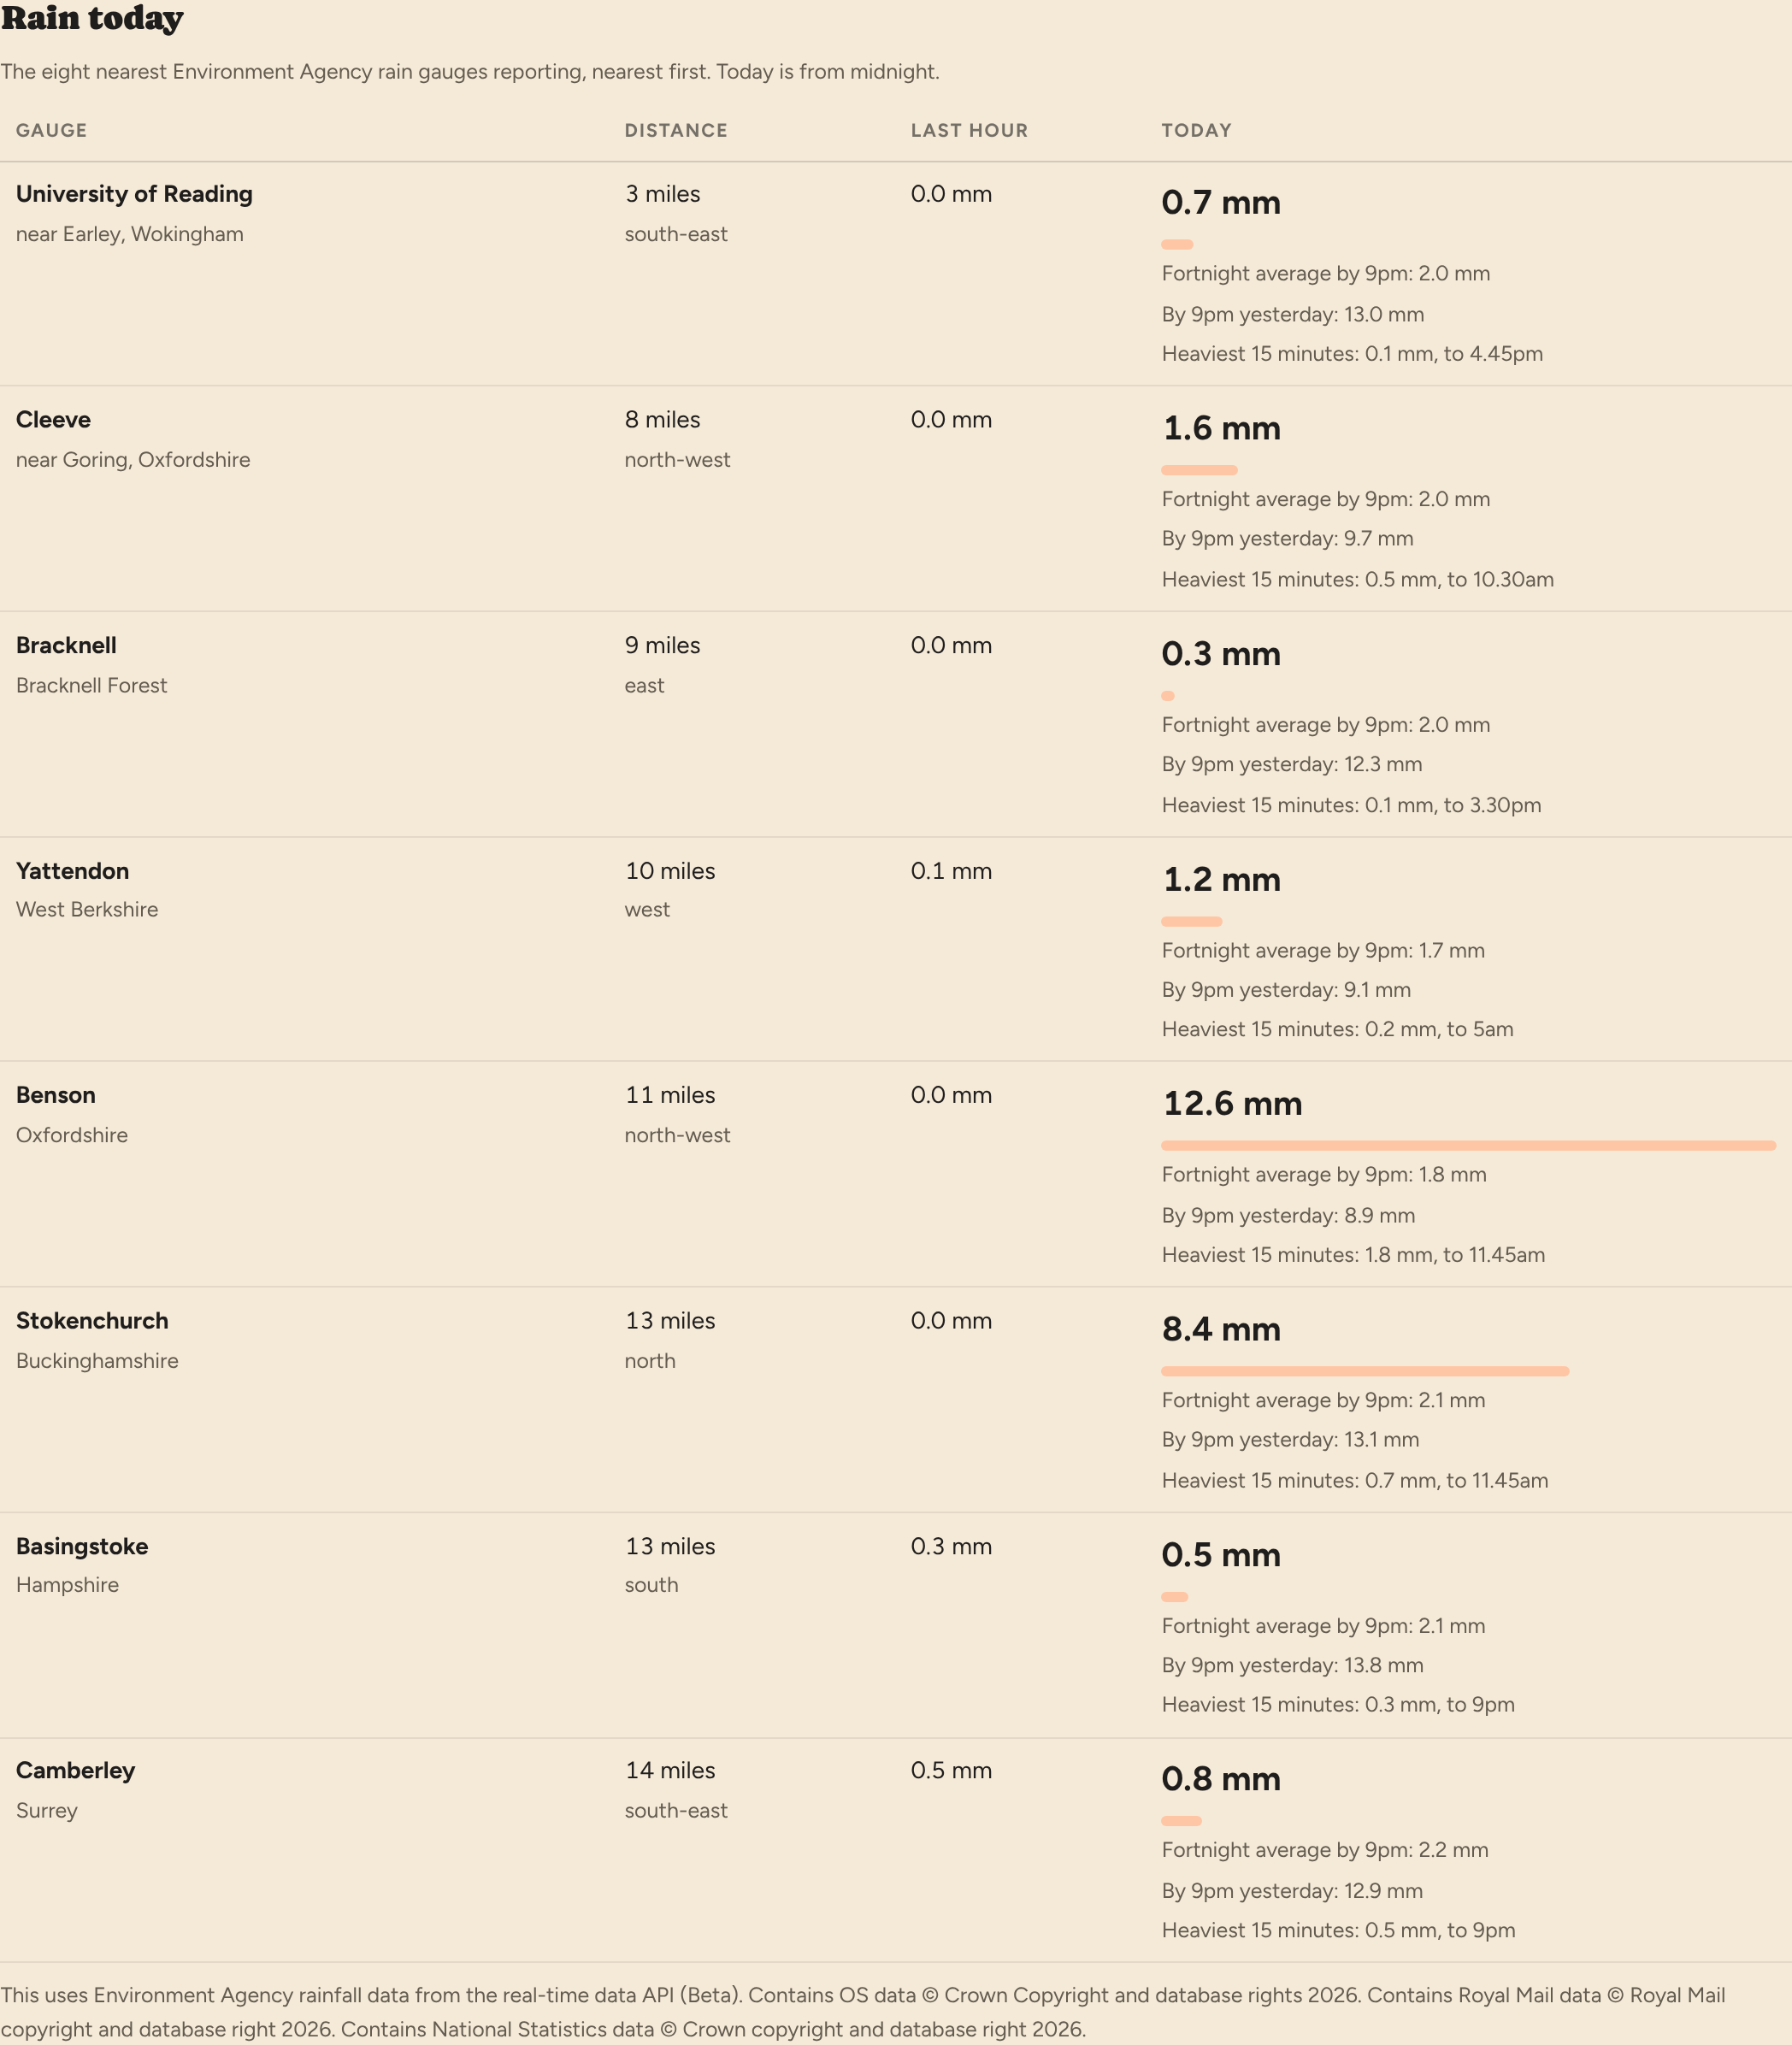 Rain today
The eight nearest Environment Agency rain gauges reporting, nearest first. Today is from midnight.
GAUGE DISTANCE LAST HOUR TODAY
University of Reading 3 miles 0.0 mm 0.7 mm
near Earley, Wokingham south-east
Fortnight average by 9pm: 2.0 mm
By 9pm yesterday: 13.0 mm
Heaviest 15 minutes: 0.1 mm, to 4.45pm
Cleeve 8 miles 0.0 mm 1.6 mm
near Goring, Oxfordshire north-west
Fortnight average by 9pm: 2.0 mm
By 9pm yesterday: 9.7 mm
Heaviest 15 minutes: 0.5 mm, to 10.30am
Bracknell 9 miles 0.0 mm 0.3 mm
Bracknell Forest east
Fortnight average by 9pm: 2.0 mm
By 9pm yesterday: 12.3 mm
Heaviest 15 minutes: 0.1 mm, to 3.30pm
Yattendon 10 miles 0.1 mm 1.2 mm
West Berkshire west
Fortnight average by 9pm: 1.7 mm
By 9pm yesterday: 9.1 mm
Heaviest 15 minutes: 0.2 mm, to 5am
Benson 11 miles 0.0 mm 12.6 mm
Oxfordshire north-west
Fortnight average by 9pm: 1.8 mm
By 9pm yesterday: 8.9 mm
Heaviest 15 minutes: 1.8 mm, to 11.45am
Stokenchurch 13 miles 0.0 mm 8.4 mm
Buckinghamshire north
Fortnight average by 9pm: 2.1 mm
By 9pm yesterday: 13.1 mm
Heaviest 15 minutes: 0.7 mm, to 11.45am
Basingstoke 13 miles 0.3 mm 0.5 mm
Hampshire south
Fortnight average by 9pm: 2.1 mm
By 9pm yesterday: 13.8 mm
Heaviest 15 minutes: 0.3 mm, to 9pm
Camberley 14 miles 0.5 mm 0.8 mm
Surrey south-east
Fortnight average by 9pm: 2.2 mm
By 9pm yesterday: 12.9 mm
Heaviest 15 minutes: 0.5 mm, to 9pm
This uses Environment Agency rainfall data from the real-time data API (Beta). Contains OS data © Crown Copyright and database rights 2026. Contains Royal Mail data © Royal Mail
copyright and database right 2026. Contains National Statistics data © Crown copyright and database right 2026.